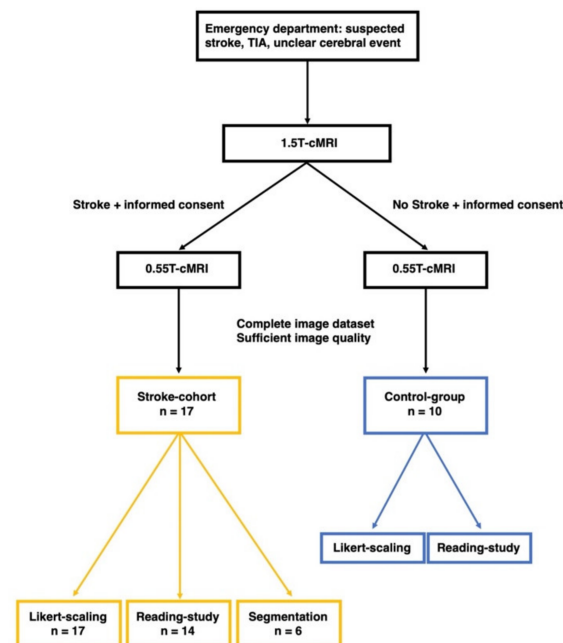 Emergency department: suspected
stroke, TIA, unclear cerebral event
1.5T-cMRI
Stroke + informed consent
No Stroke + informed consent
0.55T-cMRI
0.55T-cMRI
Complete image dataset
Sufficient image quality
Stroke-cohort
n = 17
Control-group
n = 10
Likert-scaling
Reading-study
Likert-scaling
n = 17
Reading-study
n = 14
Segmentation
n = 6